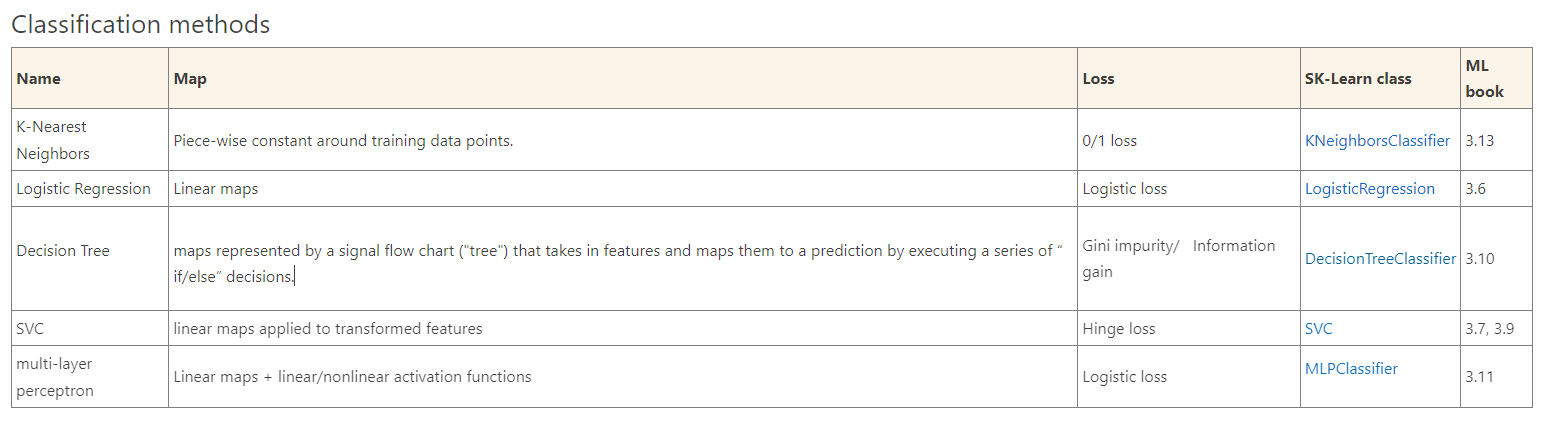 Classification methods
Name
Map
Loss
SK-Learn class
ML
book
K-Nearest
Neighbors
Piece-wise constant around training data points.
0/1 loss
KNeighborsClassifier
3.13
Logistic Regression
Linear maps
Logistic loss
LogisticRegression
3.6
Decision Tree
maps represented by a signal flow chart ("tree") that takes in features and maps them to a prediction by executing a series of “
if/else” decisions.
Gini impurity/   Information
gain
DecisionTreeClassifier
3.10
SVC
linear maps applied to transformed features
Hinge loss
SVC
3.7, 3.9
multi-layer
perceptron
Linear maps + linear/nonlinear activation functions
Logistic loss
MLPClassifier
3.11